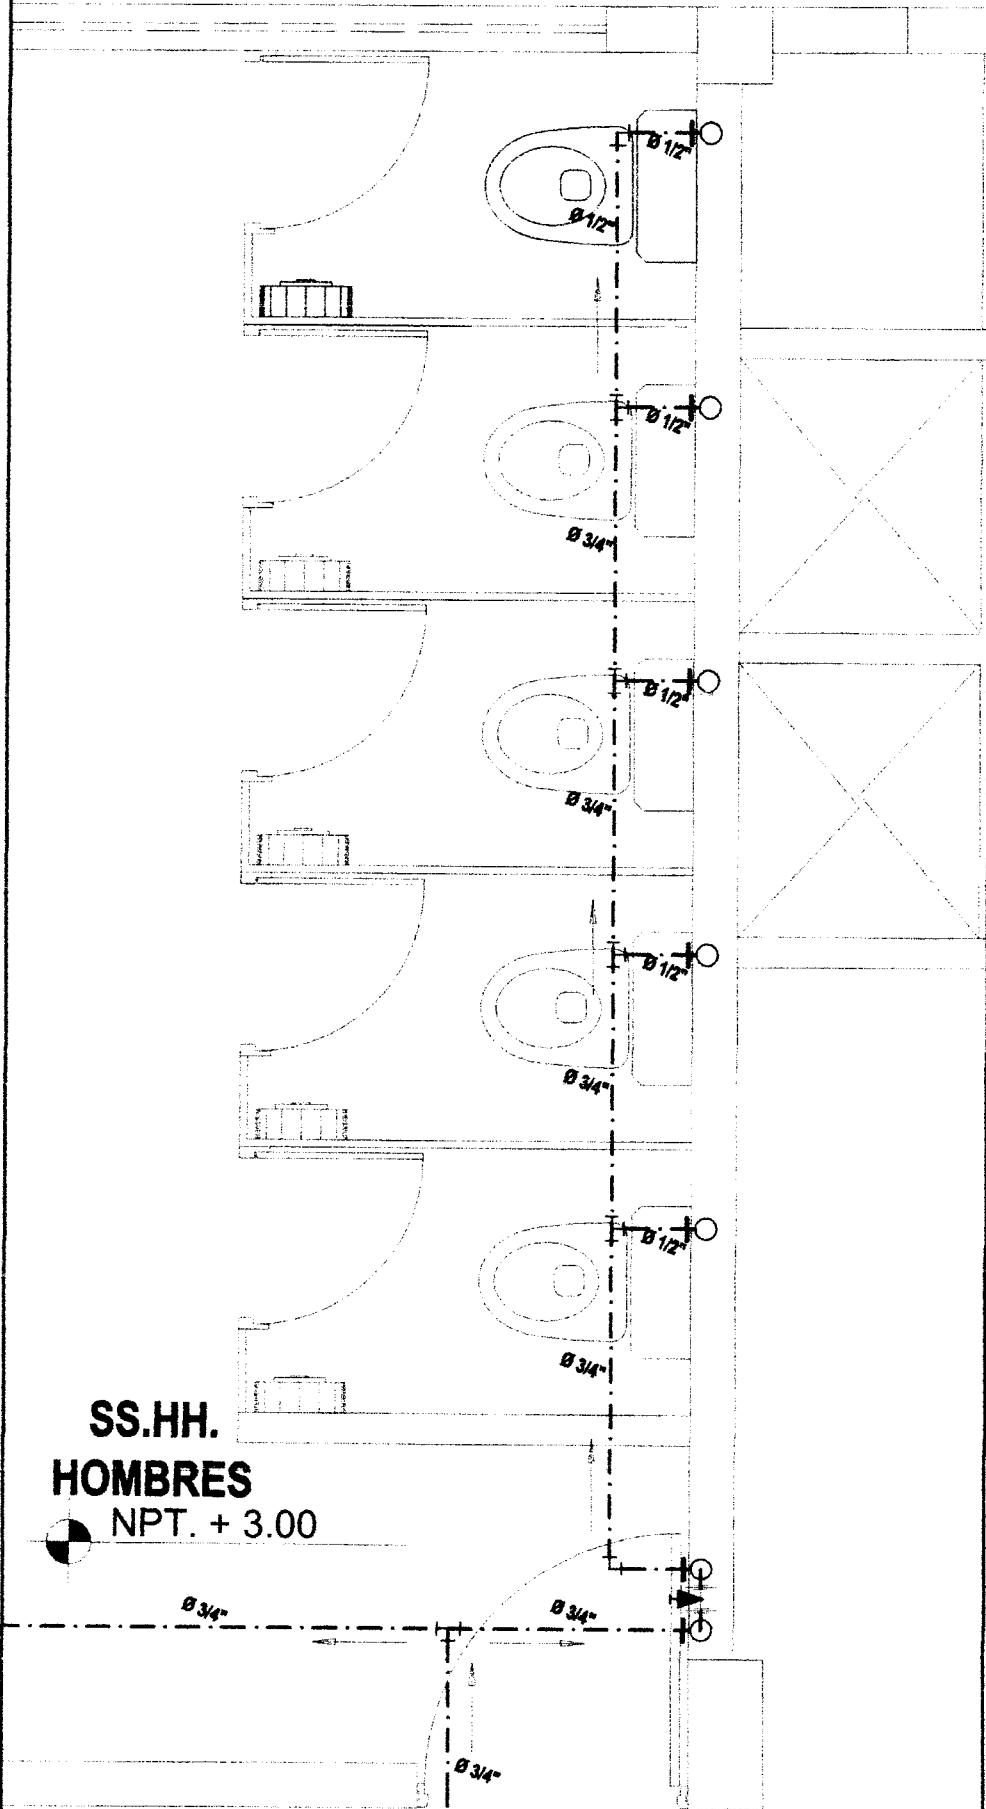 Ø 1/2"
Ø 1/2"
Ø 1/2"
Ø 3/4"
Ø 1/2"
Ø 3/4"
Ø 1/2"
Ø 3/4"
Ø 1/2"
Ø 3/4"
SS.HH.
HOMBRES
NPT. + 3.00
Ø 3/4" Ø 3/4"
Ø 3/4"